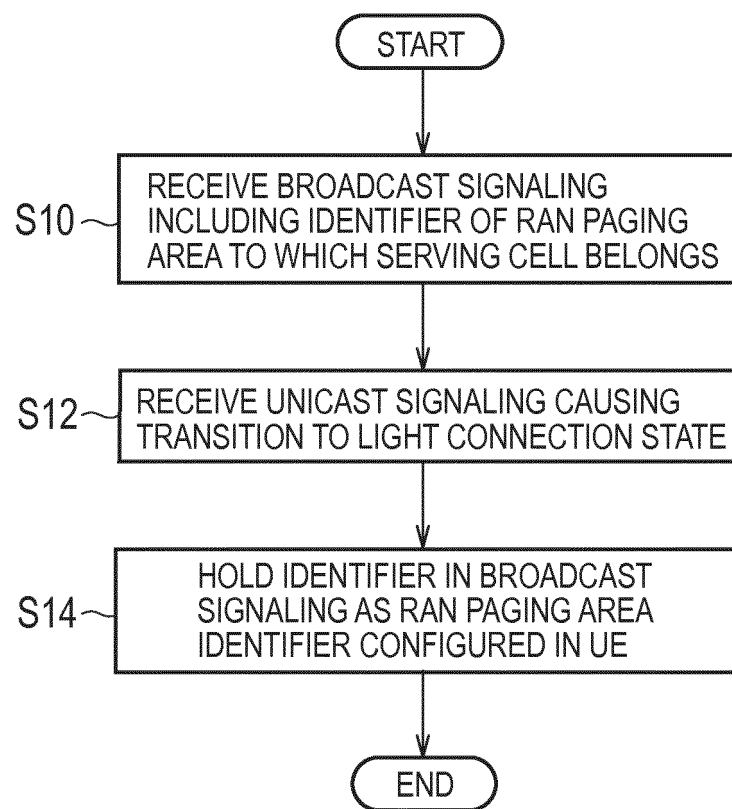 START
S10
RECEIVE BROADCAST SIGNALING
INCLUDING IDENTIFIER OF RAN PAGING
AREA TO WHICH SERVING CELL BELONGS
S12
RECEIVE UNICAST SIGNALING CAUSING
TRANSITION TO LIGHT CONNECTION STATE
S14
HOLD IDENTIFIER IN BROADCAST
SIGNALING AS RAN PAGING AREA
IDENTIFIER CONFIGURED IN UE
END